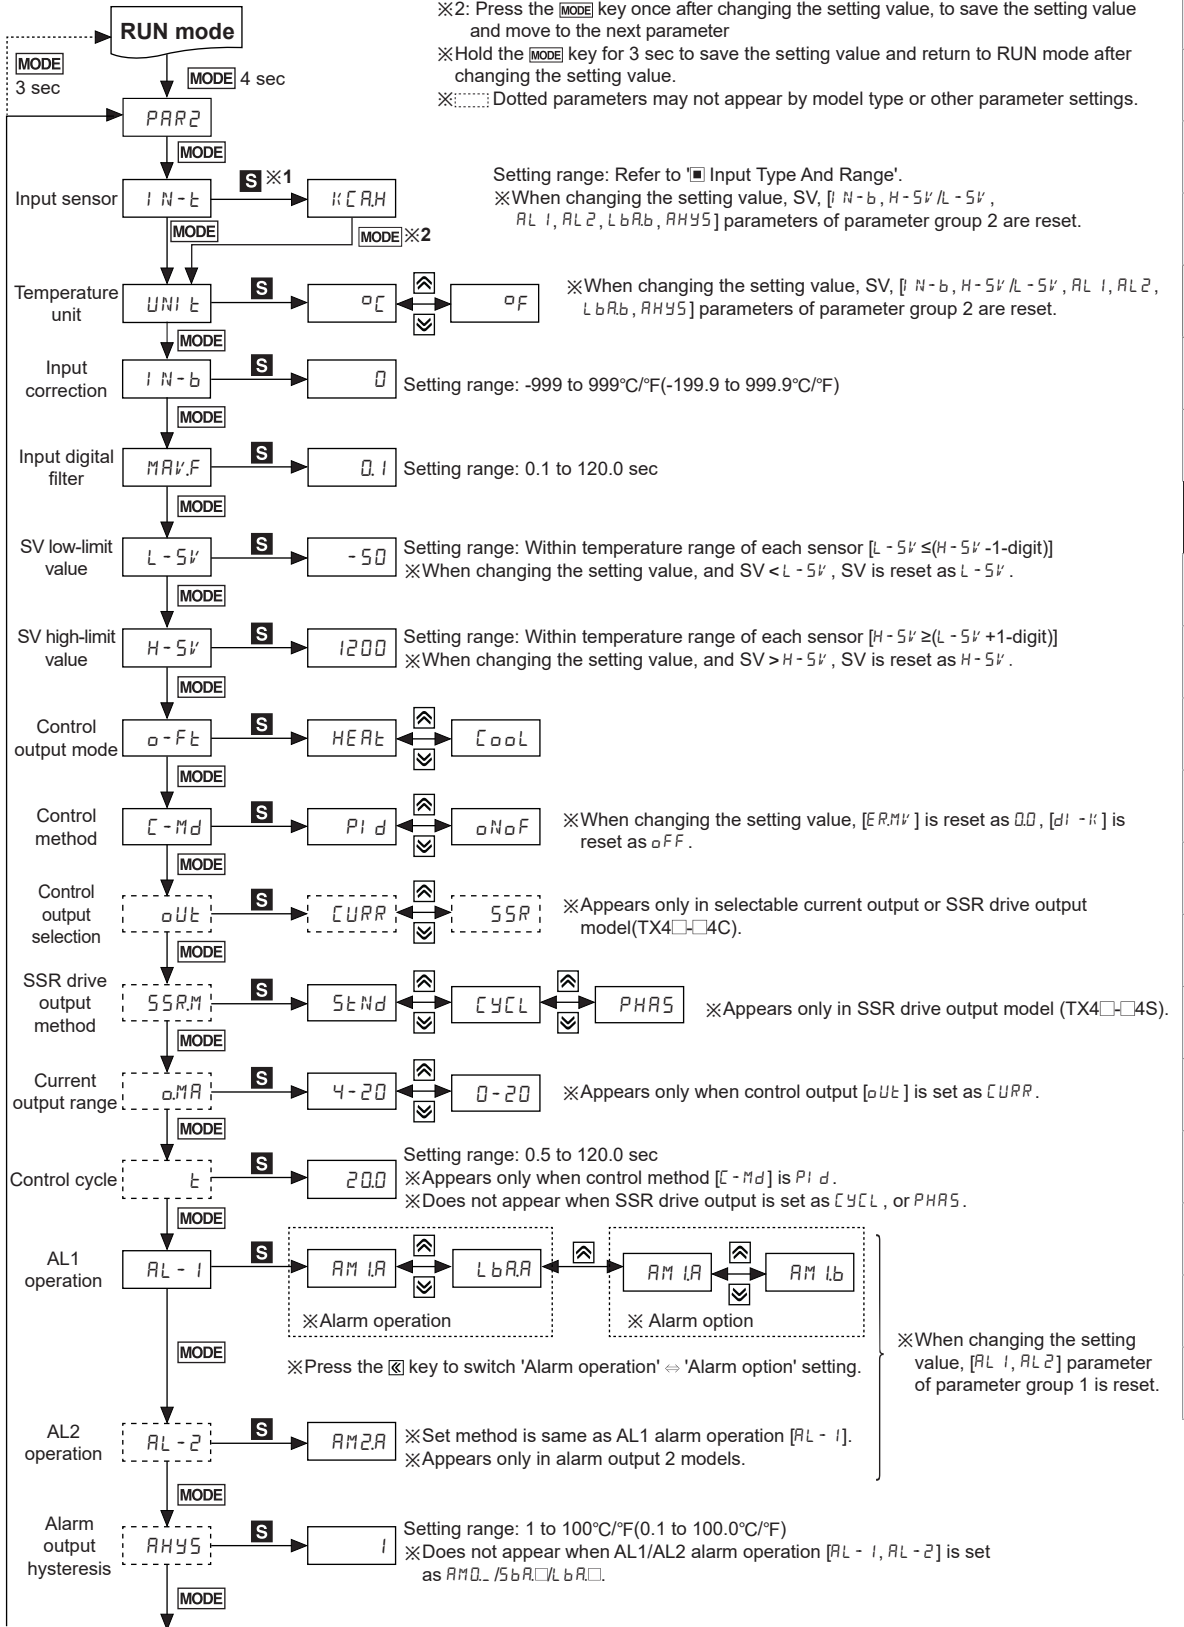 ※2: Press the MODE key once after changing the setting value, to save the setting value
and move to the next parameter
※Hold the MODE key for 3 sec to save the setting value and return to RUN mode after
changing the setting value.
※ Dotted parameters may not appear by model type or other parameter settings.
RUN mode
MODE
3 sec
MODE 4 sec
PAR2
MODE
Input sensor
IN-t
S ※1
KCA.H
MODE
MODE ※2
Setting range: Refer to '▣ Input Type And Range'.
※When changing the setting value, SV, [IN-b, H-SV/L-SV,
AL1, AL2, LbA.b, AHYS] parameters of parameter group 2 are reset.
Temperature
unit
UNIt
S
°C
°F
※When changing the setting value, SV, [IN-b, H-SV/L-SV, AL1, AL2,
LbA.b, AHYS] parameters of parameter group 2 are reset.
MODE
Input
correction
IN-b
S
0
Setting range: -999 to 999°C/°F(-199.9 to 999.9°C/°F)
MODE
Input digital
filter
MAV.F
S
0.1
Setting range: 0.1 to 120.0 sec
MODE
SV low-limit
value
L-SV
S
-50
Setting range: Within temperature range of each sensor [L-SV ≤(H-SV -1-digit)]
※When changing the setting value, and SV < L-SV, SV is reset as L-SV.
MODE
SV high-limit
value
H-SV
S
1200
Setting range: Within temperature range of each sensor [H-SV ≥(L-SV +1-digit)]
※When changing the setting value, and SV > H-SV, SV is reset as H-SV.
MODE
Control
output mode
o-Ft
S
HEAt
CooL
MODE
Control
method
C-Md
S
PId
oNoF
※When changing the setting value, [ER.MV] is reset as 0.0, [dI-K] is
reset as oFF.
MODE
Control
output
selection
oUt
S
CURR
SSR
※Appears only in selectable current output or SSR drive output
model(TX4□-□4C).
MODE
SSR drive
output
method
SSR.M
S
StNd
CYCL
PHAS
※Appears only in SSR drive output model (TX4□-□4S).
MODE
Current
output range
o.MA
S
4-20
0-20
※Appears only when control output [oUt] is set as CURR.
MODE
Control cycle
t
S
20.0
Setting range: 0.5 to 120.0 sec
※Appears only when control method [C-Md] is PId.
※Does not appear when SSR drive output is set as CYCL, or PHAS.
MODE
AL1
operation
AL-1
S
AM1.A
LbA.A
※Alarm operation
AM1.A
AM1.b
※ Alarm option
MODE
※Press the key to switch 'Alarm operation' ⇔ 'Alarm option' setting.
※When changing the setting
value, [AL1, AL2] parameter
of parameter group 1 is reset.
AL2
operation
AL-2
S
AM2.A
※Set method is same as AL1 alarm operation [AL-1].
※Appears only in alarm output 2 models.
MODE
Alarm
output
hysteresis
AHYS
S
1
Setting range: 1 to 100°C/°F(0.1 to 100.0°C/°F)
※Does not appear when AL1/AL2 alarm operation [AL-1, AL-2] is set
as AM0._ /SbA.□/LbA.□.
MODE